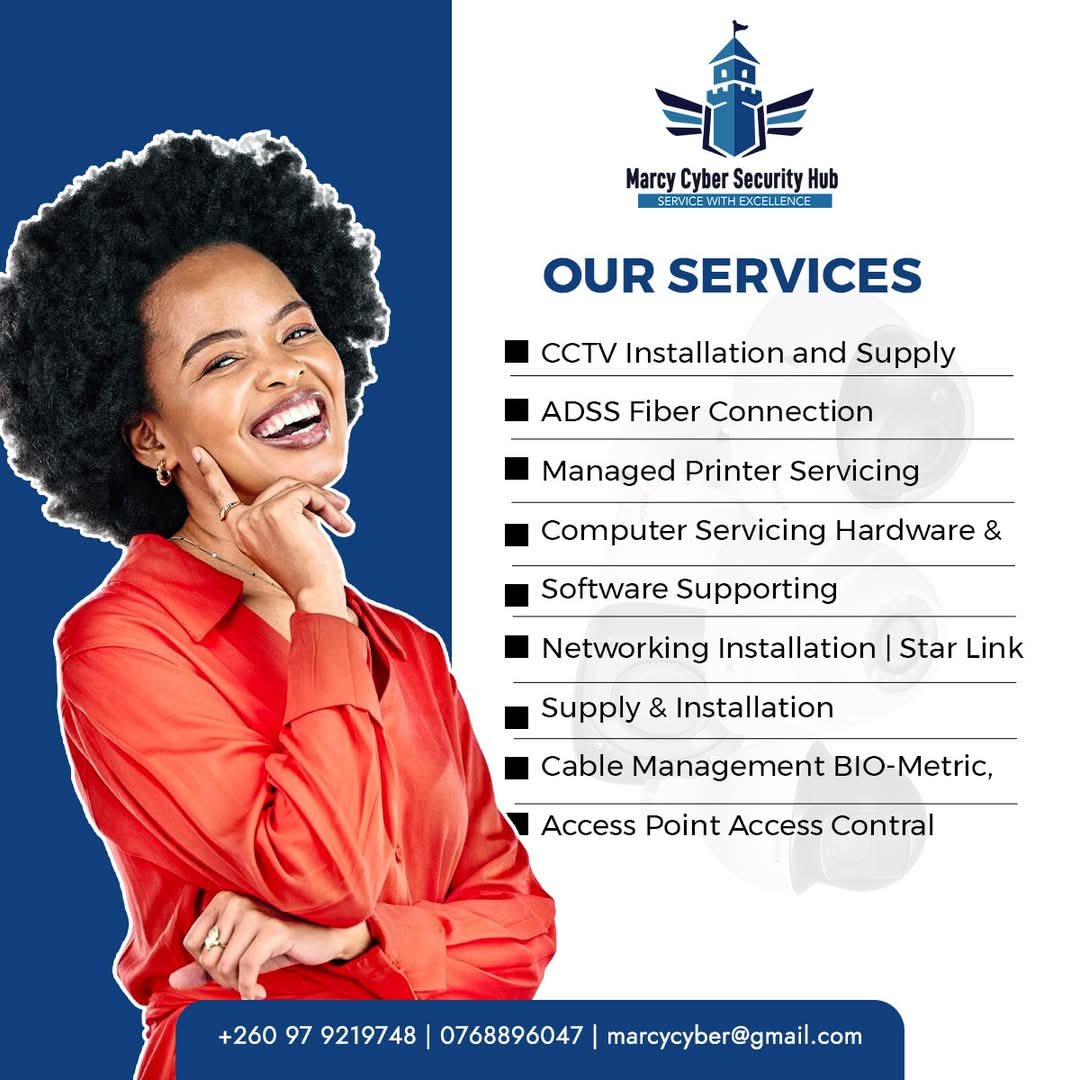 Marcy Cyber Security Hub
SERVICE WITH EXCELLENCE
OUR SERVICES
CCTV Installation and Supply
ADSS Fiber Connection
Managed Printer Servicing
Computer Servicing Hardware &
Software Supporting
Networking Installation | Star Link
Supply & Installation
Cable Management BIO-Metric,
Access Point Access Contral
+260 97 9219748 | 0768896047 | marcycyber@gmail.com